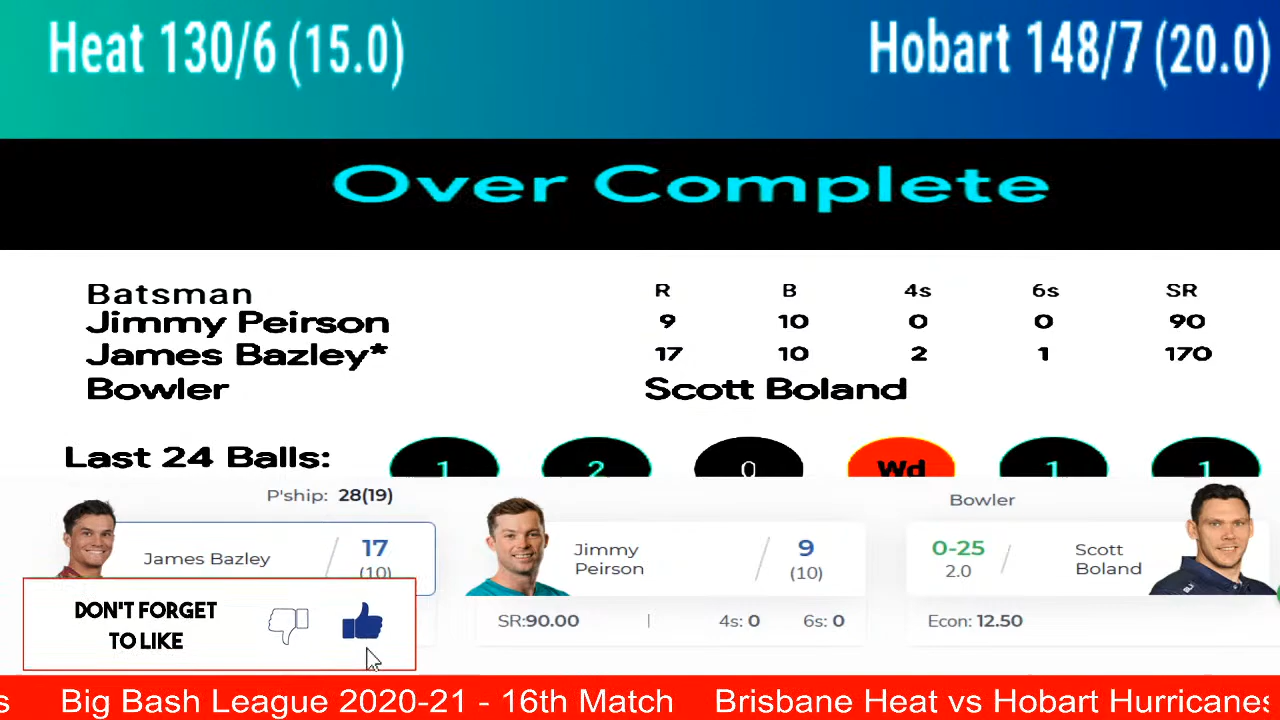 Heat 130/6 (15.0)
Hobart 148/7 (20.0)
Over Complete
Batsman R B 4s 6s SR
Jimmy Peirson 9 10 0 0 90
James Bazley* 17 10 2 1 170
Bowler Scott Boland
Last 24 Balls: 1 2 0 Wd 1 1
P'ship: 28(19)
Bowler
James Bazley 17
(10)
Jimmy
Peirson
9
(10)
0-25
2.0
Scott
Boland
SR:90.00 4s: 0 6s: 0
Econ: 12.50
DON'T FORGET
TO LIKE
s Big Bash League 2020-21 - 16th Match Brisbane Heat vs Hobart Hurricanes